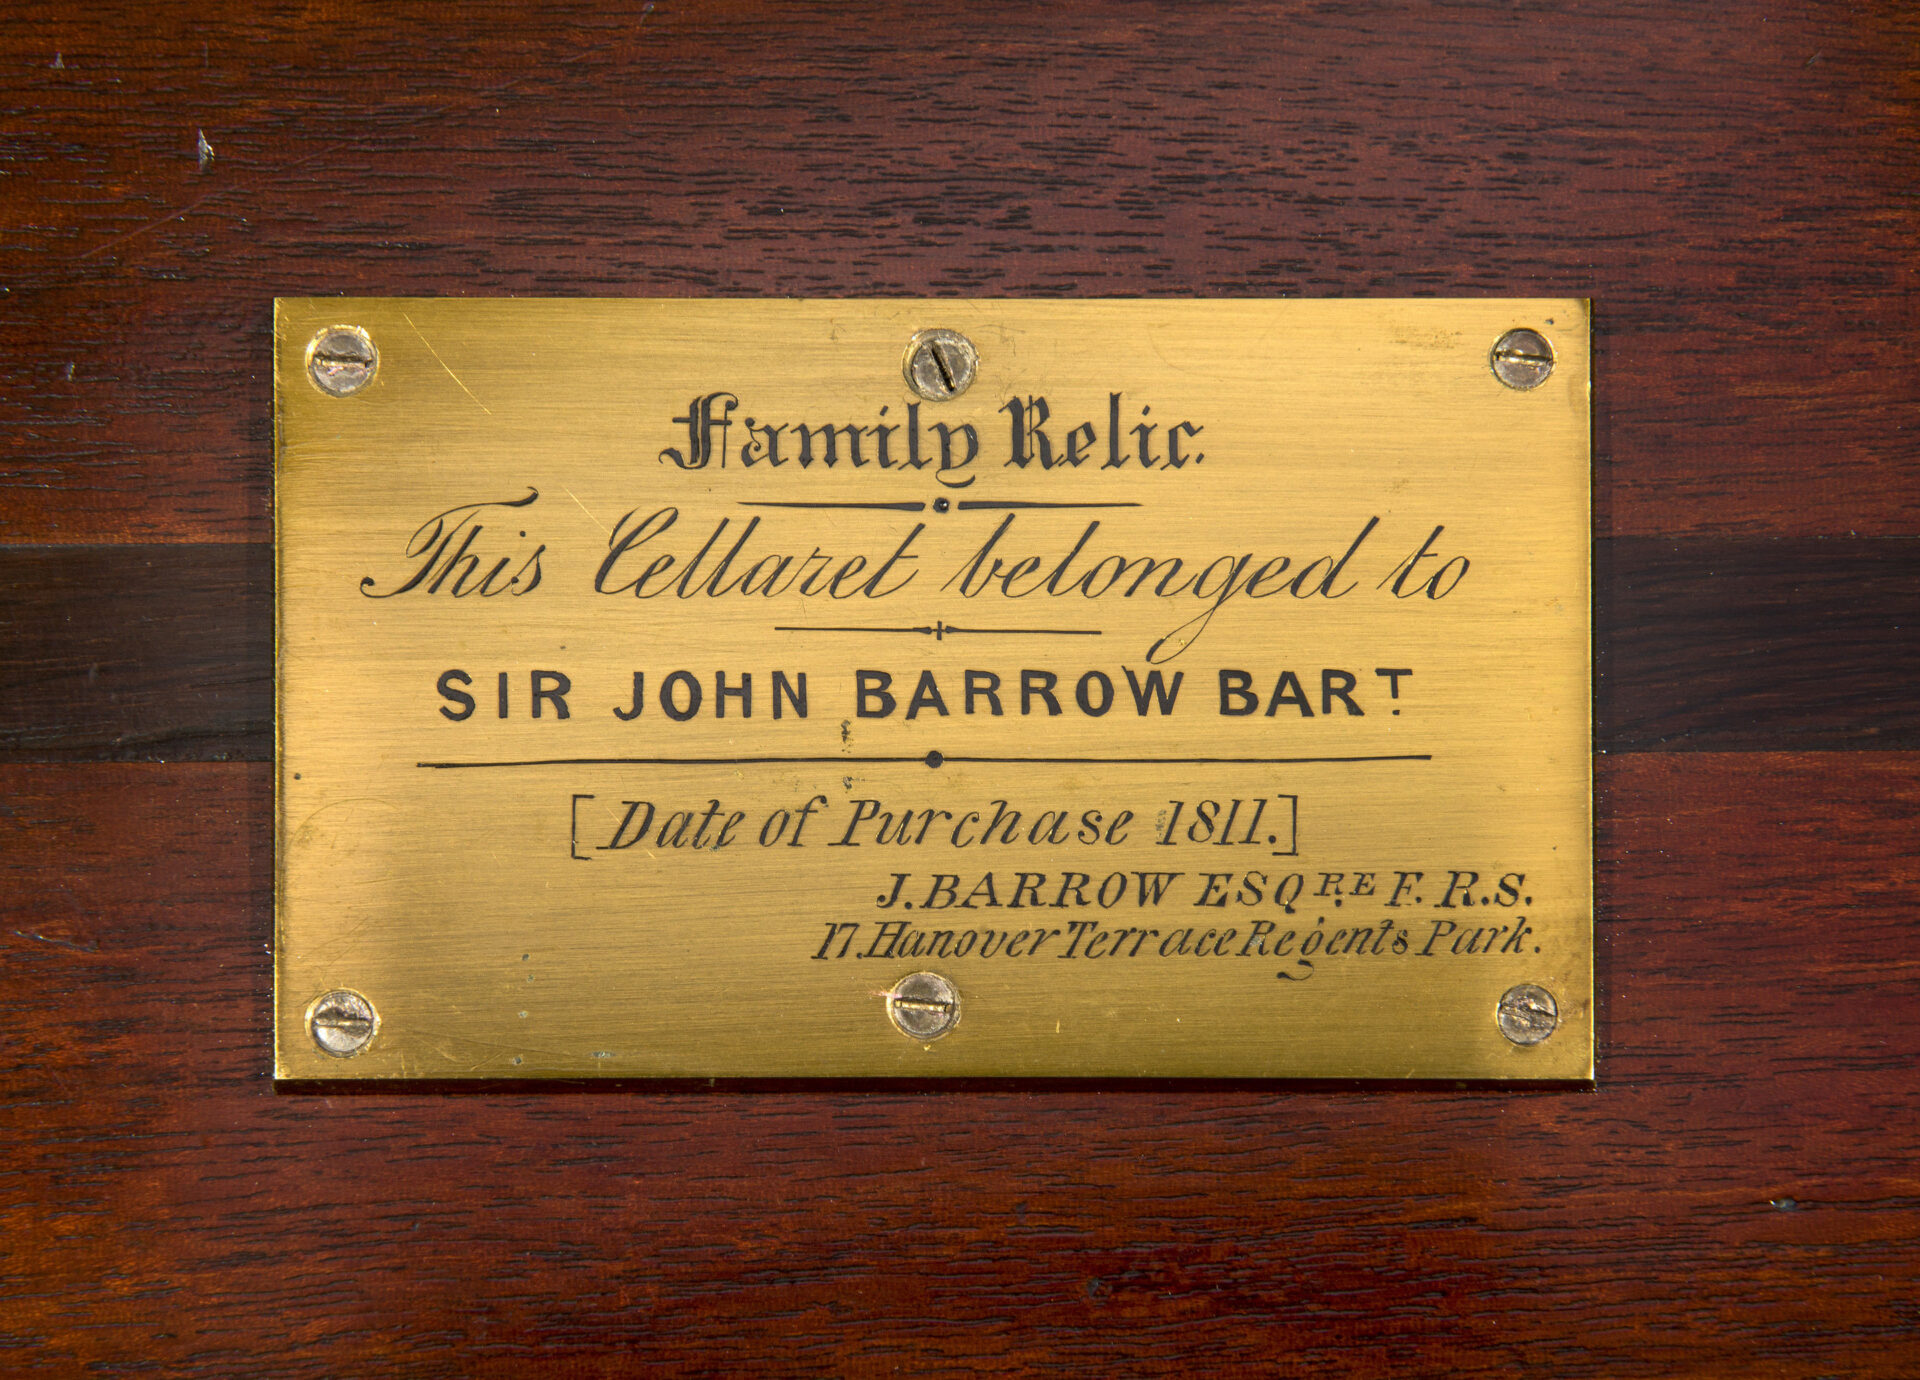 Family Relic.
This Cellaret belonged to
SIR JOHN BARROW BART.
[Date of Purchase 1811.]
J. BARROW ESQRE F.R.S.
17. Hanover Terrace Regents Park.